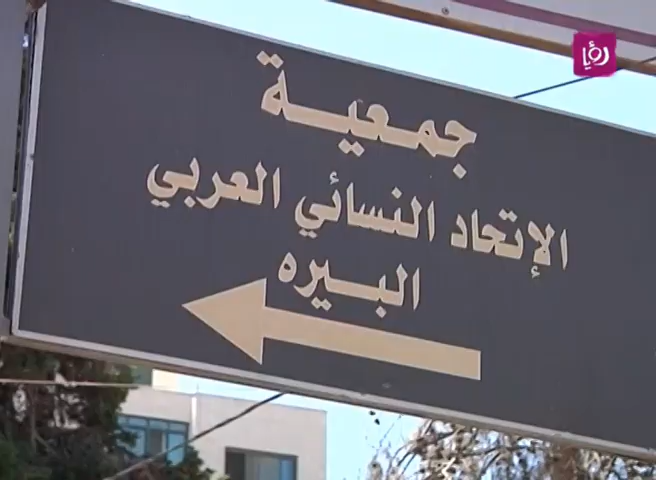 رؤيا
جمعية
الإتحاد النسائي العربي
البيره